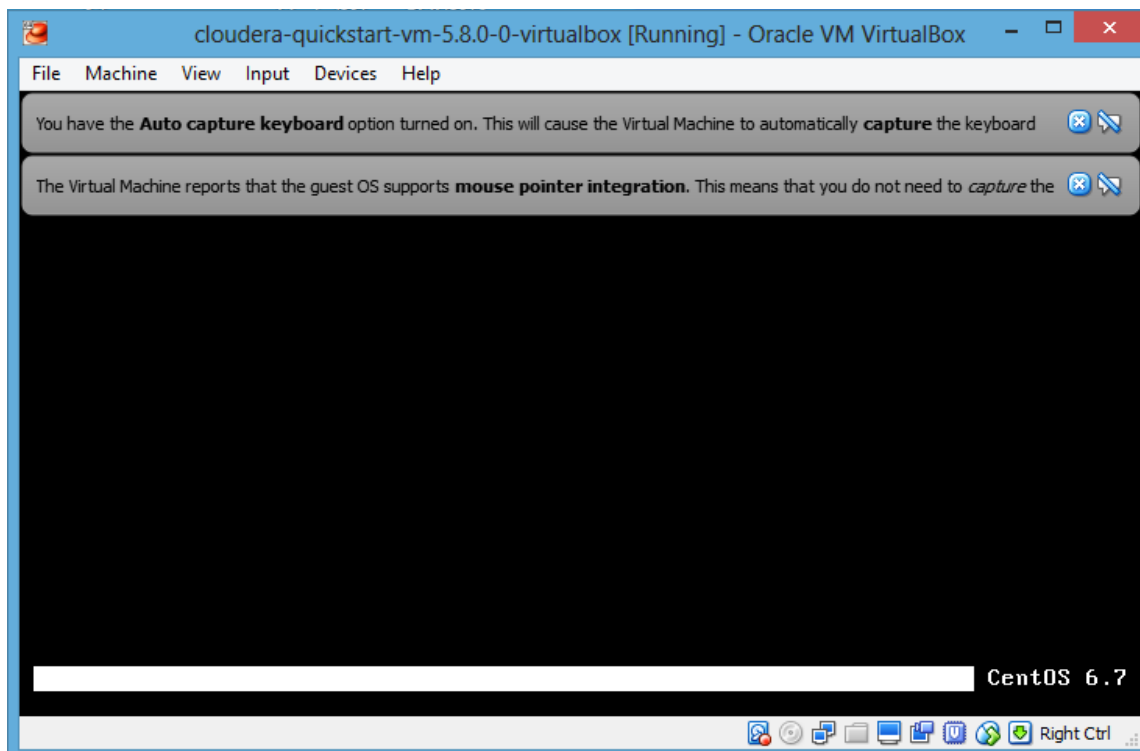 cloudera-quickstart-vm-5.8.0-0-virtualbox [Running] - Oracle VM VirtualBox
File Machine View Input Devices Help
You have the Auto capture keyboard option turned on. This will cause the Virtual Machine to automatically capture the keyboard
The Virtual Machine reports that the guest OS supports mouse pointer integration. This means that you do not need to capture the
CentOS 6.7
Right Ctrl